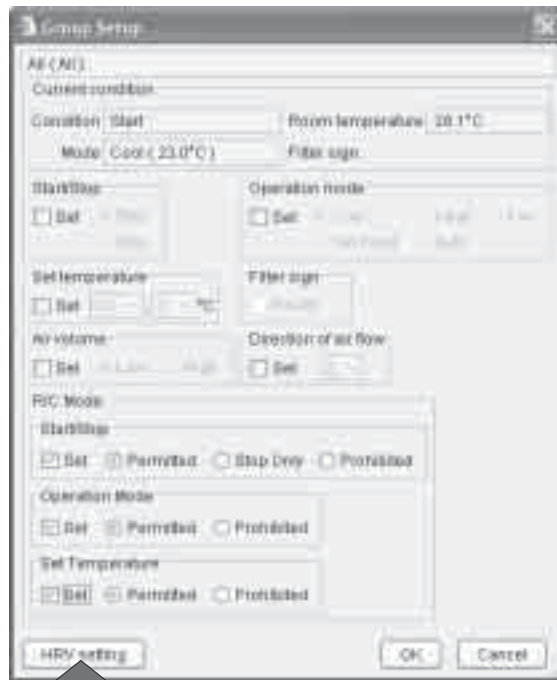 Group Setup
All (All)
Current condition
Condition Start Room temperature 28.1°C
Mode Cool (23.0°C) Filter sign
Start/Stop Operation mode
Set Set
Set temperature Filter sign
Set °C
Air volume Direction of air flow
Set Set
R/C Mode
Start/Stop
Set Permitted Stop Only Prohibited
Operation Mode
Set Permitted Prohibited
Set Temperature
Set Permitted Prohibited
HRV setting OK Cancel